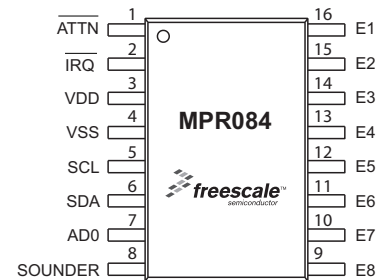 ATTN 1 16 E1
IRQ 2 15 E2
VDD 3 14 E3
VSS 4 13 E4
MPR084
SCL 5 12 E5
SDA 6 11 E6
freescale™
semiconductor
AD0 7 10 E7
SOUNDER 8 9 E8